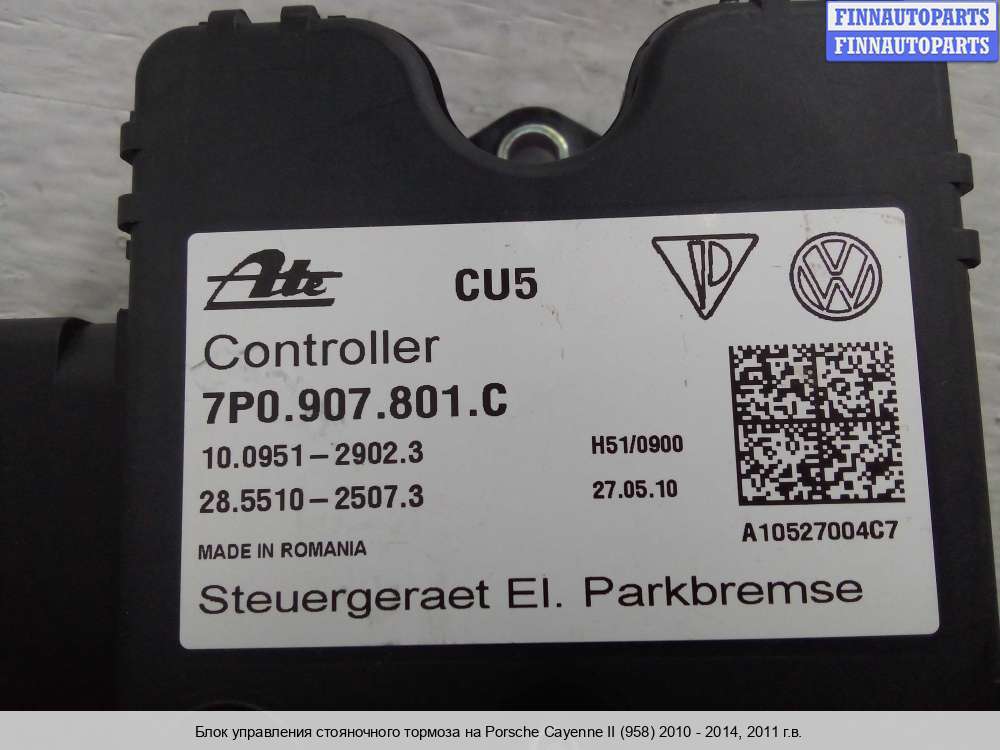 FINNAUTOPARTS
FINNAUTOPARTS
Ate
CU5
Controller
7P0.907.801.C
10.0951-2902.3
H51/0900
28.5510-2507.3
27.05.10
A10527004C7
MADE IN ROMANIA
Steuergeraet El. Parkbremse
Блок управления стояночного тормоза на Porsche Cayenne II (958) 2010 - 2014, 2011 г.в.